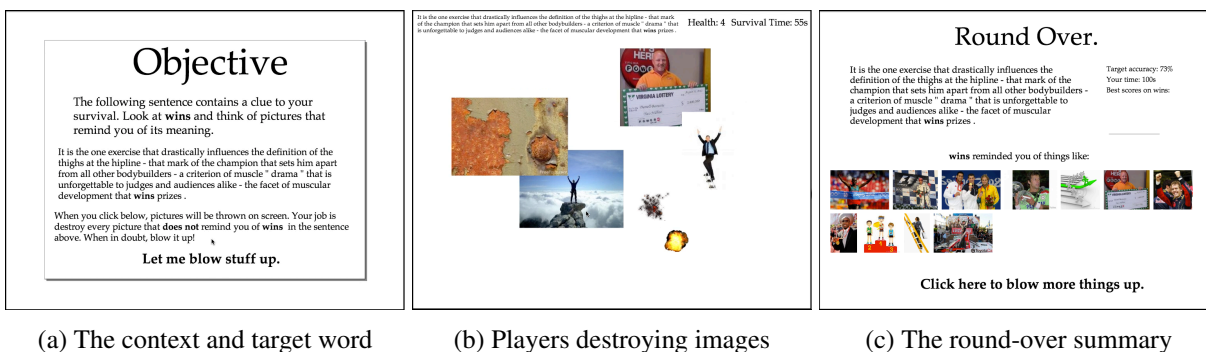 Objective
The following sentence contains a clue to your
survival. Look at wins and think of pictures that
remind you of its meaning.
It is the one exercise that drastically influences the definition of the
thighs at the hipline - that mark of the champion that sets him apart
from all other bodybuilders - a criterion of muscle " drama " that is
unforgettable to judges and audiences alike - the facet of muscular
development that wins prizes .
When you click below, pictures will be thrown on screen. Your job is
destroy every picture that does not remind you of wins in the sentence
above. When in doubt, blow it up!
Let me blow stuff up.
(a) The context and target word
It is the one exercise that drastically influences the definition of the thighs at the hipline - that mark
of the champion that sets him apart from all other bodybuilders - a criterion of muscle " drama " that
is unforgettable to judges and audiences alike - the facet of muscular development that wins prizes .
Health: 4 Survival Time: 55s
VIRGINIA LOTTERY
(b) Players destroying images
Round Over.
It is the one exercise that drastically influences the
definition of the thighs at the hipline - that mark of the
champion that sets him apart from all other bodybuilders -
a criterion of muscle " drama " that is unforgettable to
judges and audiences alike - the facet of muscular
development that wins prizes .
Target accuracy: 73%
Your time: 100s
Best scores on wins:
wins reminded you of things like:
Click here to blow more things up.
(c) The round-over summary